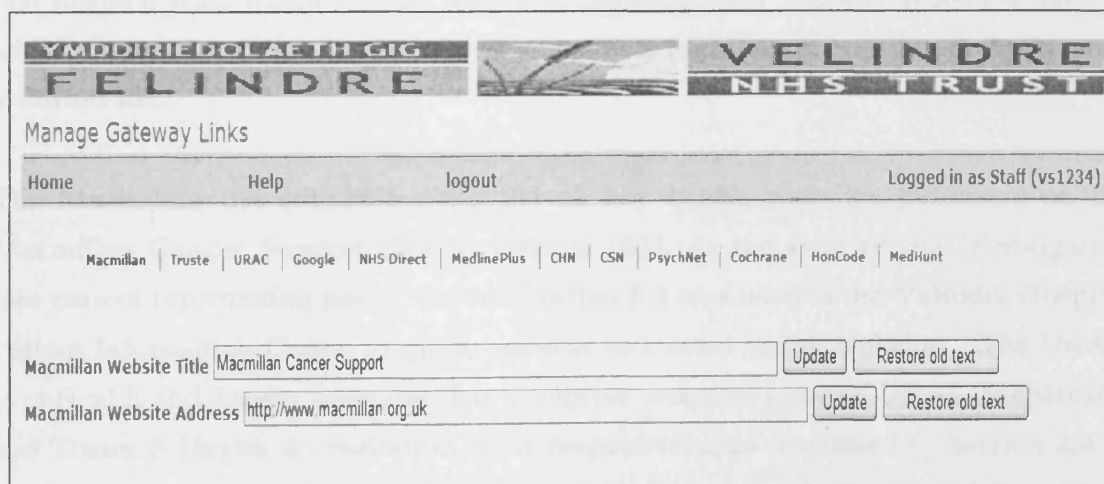 YMDDIRIEDOLAETH GIG
FELINDRE
VELINDRE
NHS TRUST
Manage Gateway Links
Home Help logout Logged in as Staff (vs1234)
Macmillan | Truste | URAC | Google | NHS Direct | MedlinePlus | CHN | CSN | PsychNet | Cochrane | HonCode | MedHunt
Macmillan Website Title Macmillan Cancer Support Update Restore old text
Macmillan Website Address http://www.macmillan.org.uk Update Restore old text